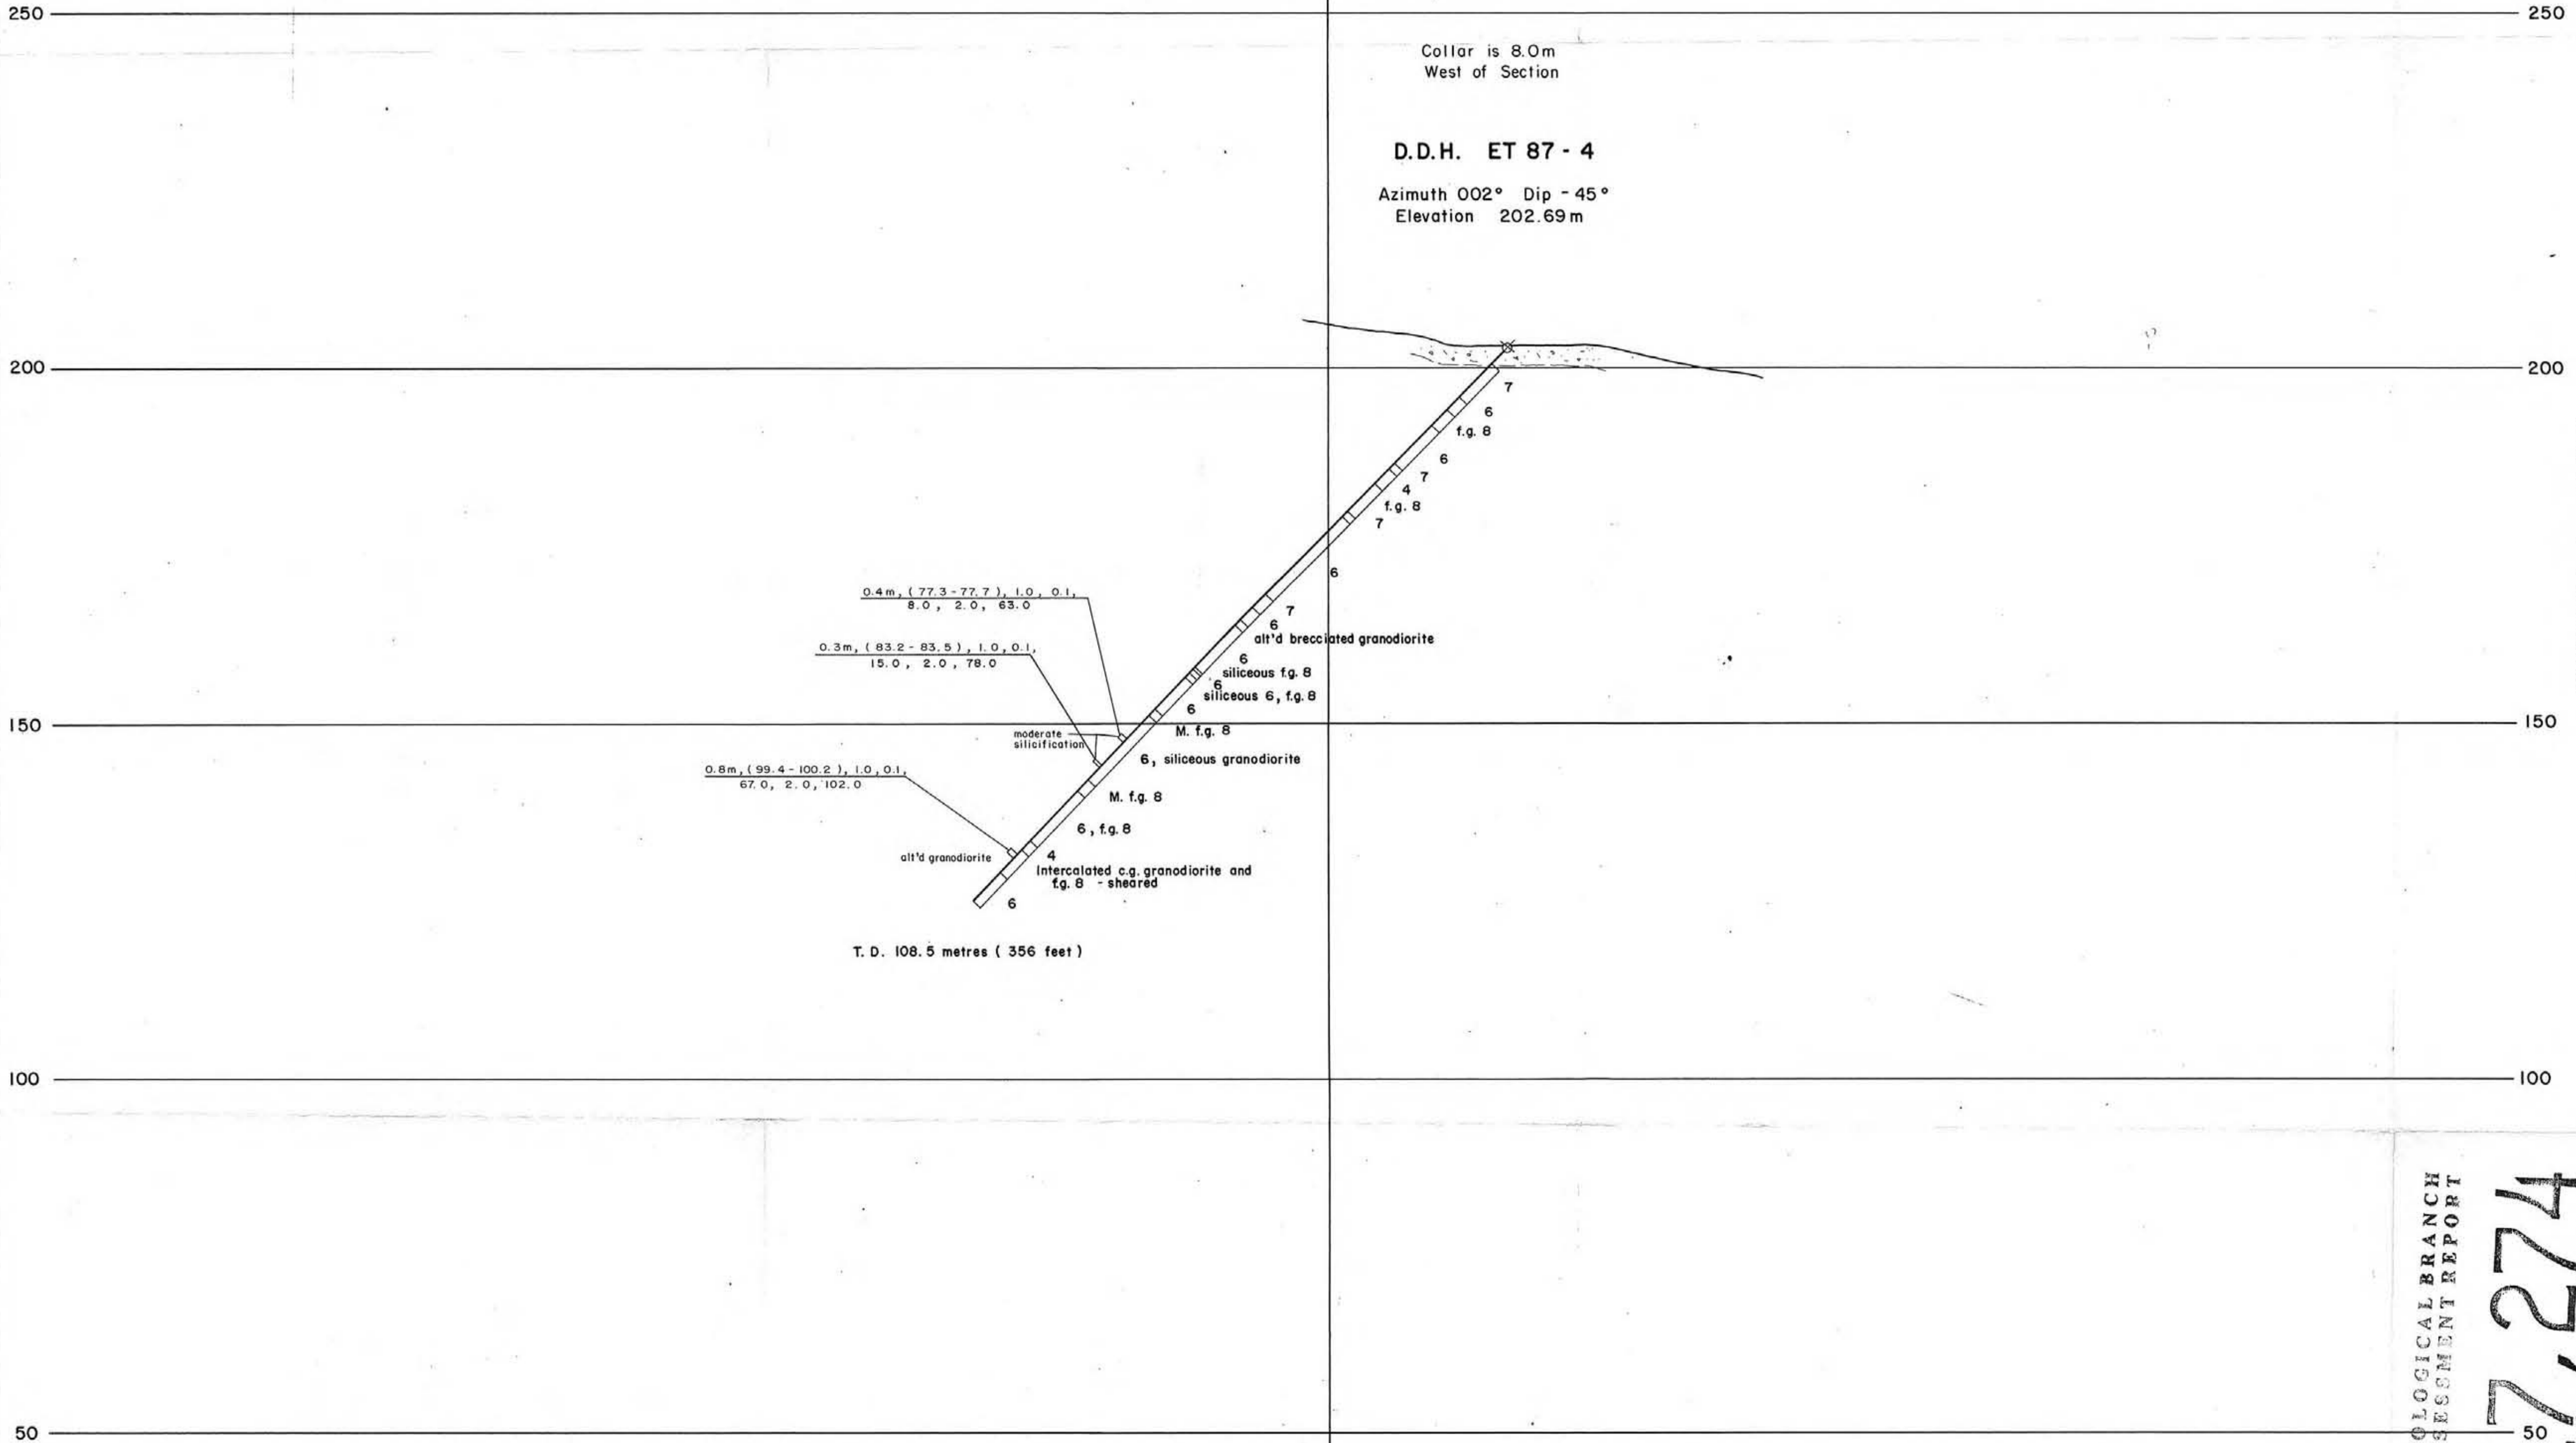 250
250
Collar is 8.0m
West of Section
D.D.H. ET 87 - 4
Azimuth 002° Dip - 45°
Elevation 202.69 m
200
200
7
6
f.g. 8
6
7
4
f.g. 8
7
6
0.4m, ( 77.3 - 77.7 ), 1.0, 0.1,
8.0, 2.0, 63.0
7
6
alt'd brecciated granodiorite
0.3m, ( 83.2 - 83.5 ), 1.0, 0.1,
15.0, 2.0, 78.0
6
siliceous f.g. 8
6
siliceous 6, f.g. 8
6
150
150
M. f.g. 8
moderate
silicification
6, siliceous granodiorite
0.8m, ( 99.4 - 100.2 ), 1.0, 0.1,
67.0, 2.0, 102.0
M. f.g. 8
6, f.g. 8
4
alt'd granodiorite
Intercalated c.g. granodiorite and
f.g. 8 - sheared
6
T. D. 108.5 metres ( 356 feet )
100
100
OLOGICAL BRANCH
SESSMENT REPORT
7,274
50
50